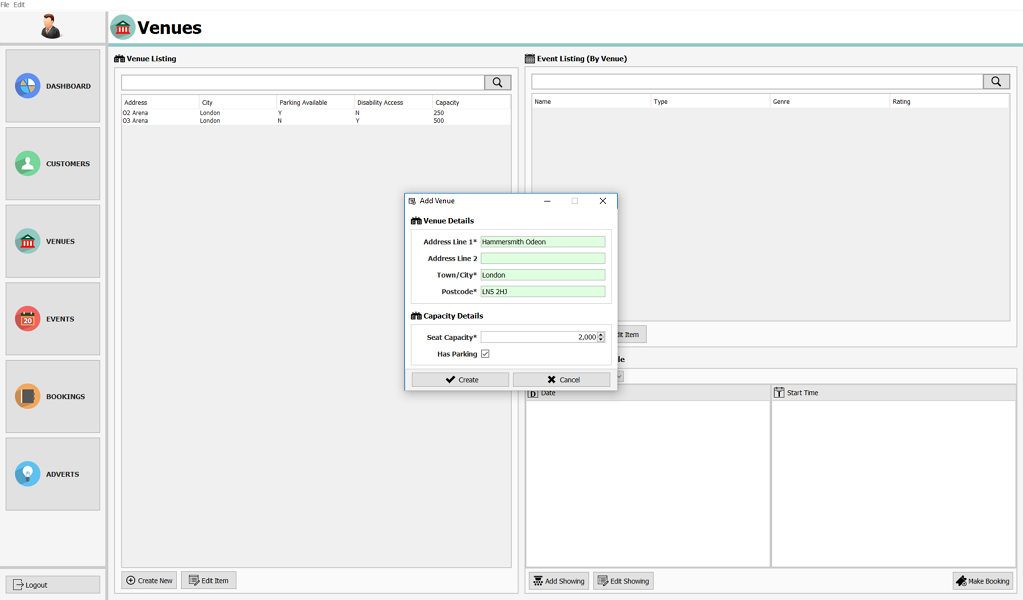 File Edit
Venues
DASHBOARD
CUSTOMERS
VENUES
EVENTS
20
BOOKINGS
ADVERTS
Logout
Venue Listing
Address City Parking Available Disability Access Capacity
O2 Arena London Y N 250
O3 Arena London N Y 500
Create New Edit Item
Event Listing (By Venue)
Name Type Genre Rating
Add Venue
Venue Details
Address Line 1* Hammersmith Odeon
Address Line 2
Town/City* London
Postcode* LN5 2HJ
Capacity Details
Seat Capacity* 2,000
Has Parking
Create Cancel
Item
D Date T Start Time
Add Showing Edit Showing Make Booking